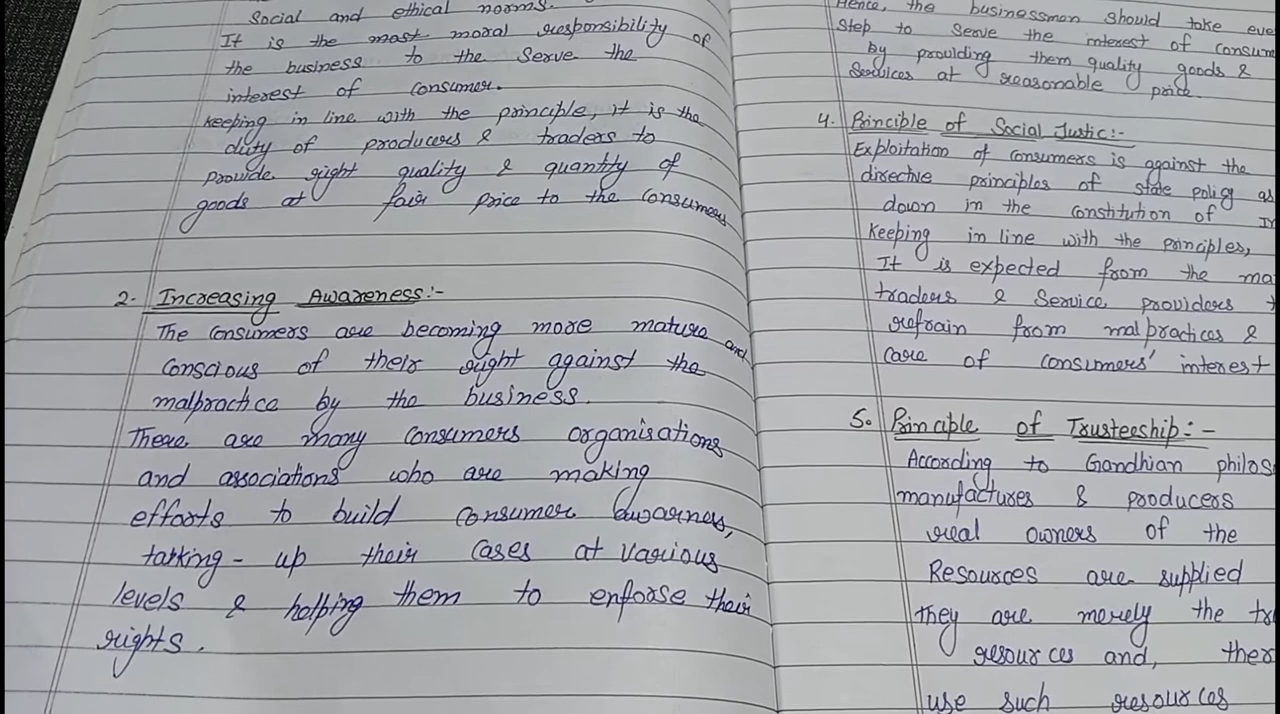 Social and ethical norms.
It is the most moral responsibility of
the business to the Serve the
interest of consumer.
Keeping in line with the principle, it is the
duty of producers & traders to
provide right quality & quantity of
goods at fair price to the consumers
2. Increasing Awareness:-
The consumers are becoming more mature and
conscious of their right against the
malpractice by the business.
There are many consumers organisations
and associations who are making
efforts to build consumer awarness,
tarking-up their cases at various
levels & helping them to enforse their
rights.
Hence, the businessmen should take
step to serve the interest of
by providing them quality goods &
Services at reasonable price.
4. Principle of Social Justic:-
Exploitation of consumers is against the
directive principles of state policy as
down in the constitution of
Keeping in line with the principles,
It is expected from the
traders & Service providers
refrain from malpractices &
care of consumers' interest
5. Principle of Trusteeship:-
According to Gandhian
manufactures & producers
real owners of the
Resources are supplied
They are merely the
resources and,
use such resources